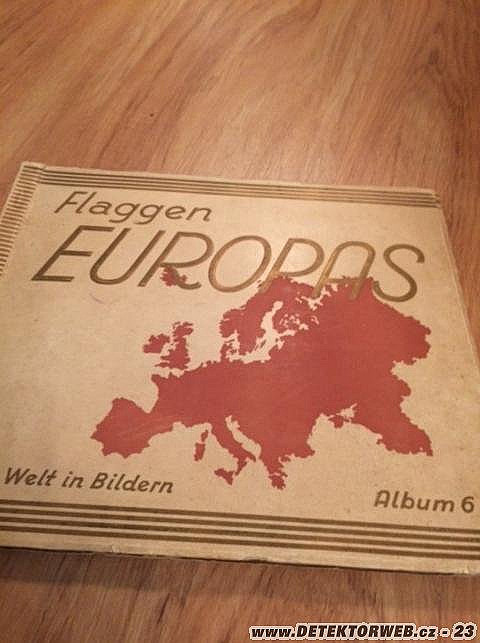 Flaggen
EUROPAS
Welt in Bildern
Album 6
www.DETEKTORWEB.cz - 23